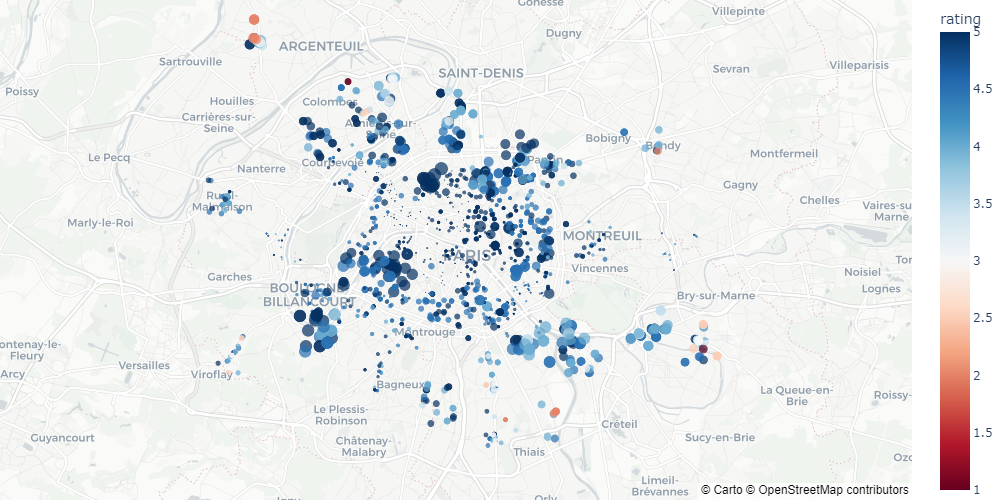 Gonesse
Villepinte
rating
ARGENTEUIL
Dugny
5
Sartrouville
SAINT-DENIS
Sevran
Villeparisis
Poissy
4.5
Houilles
Colombes
Carrières-sur-
Seine
Bobigny
Bondy
4
Le Pecq
Nanterre
Courbevoie
Pantin
Montfermeil
Gagny
Rueil-
Malmaison
Chelles
3.5
Marly-le-Roi
Vaires-su
Marne
MONTREUIL
PARIS
3
Vincennes
Noisiel
Garches
Lognes
BOULOGNE
BILLANCOURT
Bry-sur-Marne
2.5
Montrouge
ontenay-le-
Fleury
Arcy
Versailles
Viroflay
2
Bagneux
La Queue-en-
Brie
Roissy-
Le Plessis-
Robinson
Créteil
1.5
Guyancourt
Châtenay-
Malabry
Thiais
Sucy-en-Brie
Limeil-
Brévannes
Orly
1
© Carto © OpenStreetMap contributors